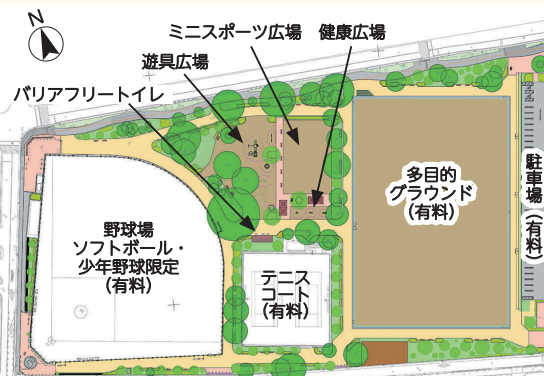 N
ミニスポーツ広場
健康広場
遊具広場
バリアフリートイレ
多目的
グラウンド
(有料)
駐車場(有料)
野球場
ソフトボール・
少年野球限定
(有料)
テニス
コート
(有料)